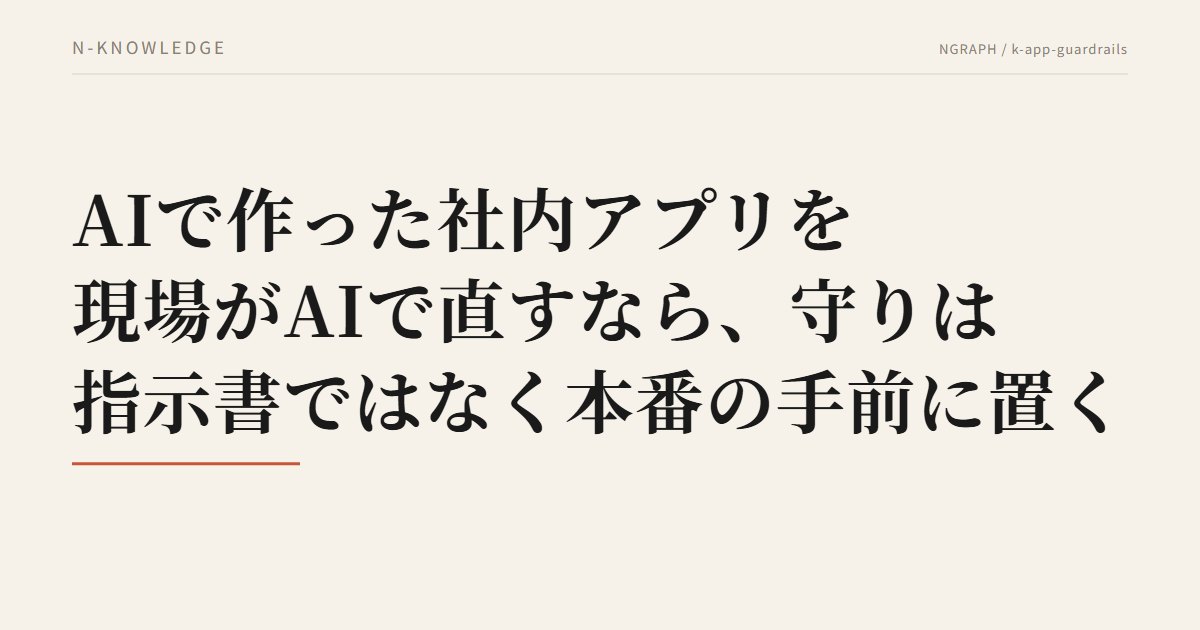 N-KNOWLEDGE
NGRAPH / k-app-guardrails
AIで作った社内アプリを
現場がAIで直すなら、守りは
指示書ではなく本番の手前に置く